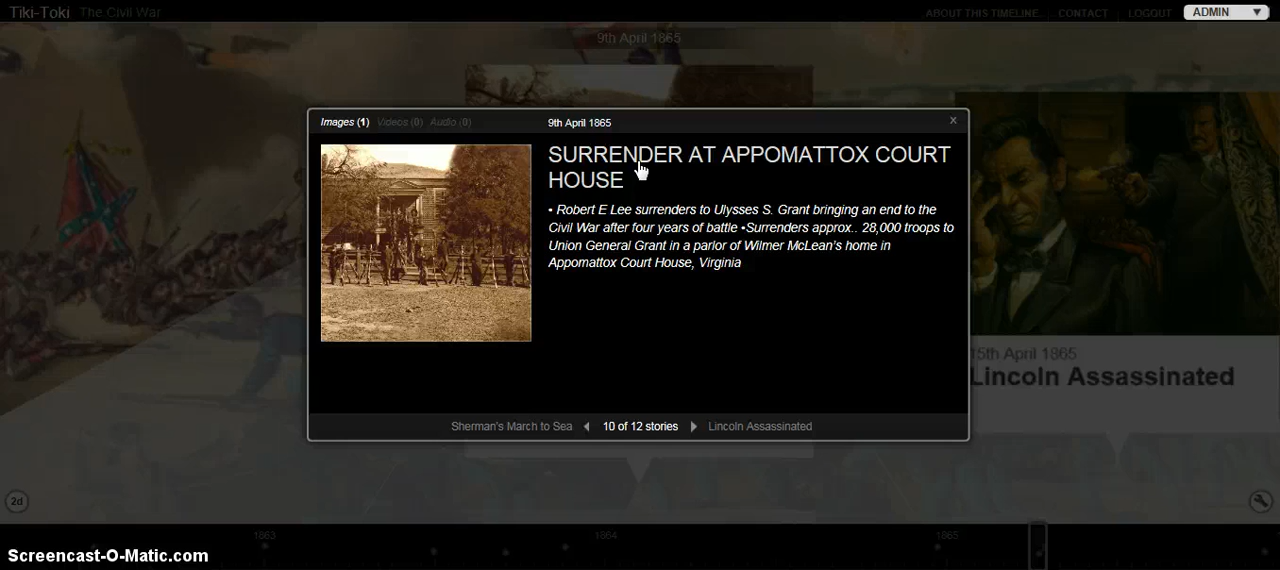 Tiki-Toki The Civil War ABOUT THIS TIMELINE CONTACT LOGOUT ADMIN
9th April 1865
Images (1) Videos (0) Audio (0) 9th April 1865 x
SURRENDER AT APPOMATTOX COURT
HOUSE
• Robert E Lee surrenders to Ulysses S. Grant bringing an end to the
Civil War after four years of battle •Surrenders approx.. 28,000 troops to
Union General Grant in a parlor of Wilmer McLean's home in
Appomattox Court House, Virginia
15th April 1865
Lincoln Assassinated
Sherman's March to Sea 10 of 12 stories Lincoln Assassinated
2d
1863 1864 1865
Screencast-O-Matic.com